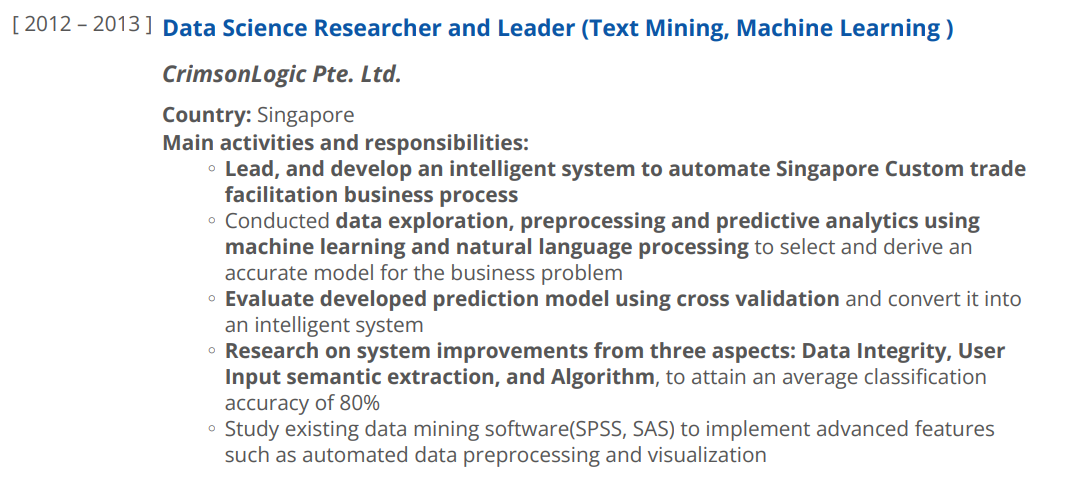 [ 2012 – 2013 ] Data Science Researcher and Leader (Text Mining, Machine Learning )
CrimsonLogic Pte. Ltd.
Country: Singapore
Main activities and responsibilities:
◦ Lead, and develop an intelligent system to automate Singapore Custom trade
facilitation business process
◦ Conducted data exploration, preprocessing and predictive analytics using
machine learning and natural language processing to select and derive an
accurate model for the business problem
◦ Evaluate developed prediction model using cross validation and convert it into
an intelligent system
◦ Research on system improvements from three aspects: Data Integrity, User
Input semantic extraction, and Algorithm, to attain an average classification
accuracy of 80%
◦ Study existing data mining software(SPSS, SAS) to implement advanced features
such as automated data preprocessing and visualization